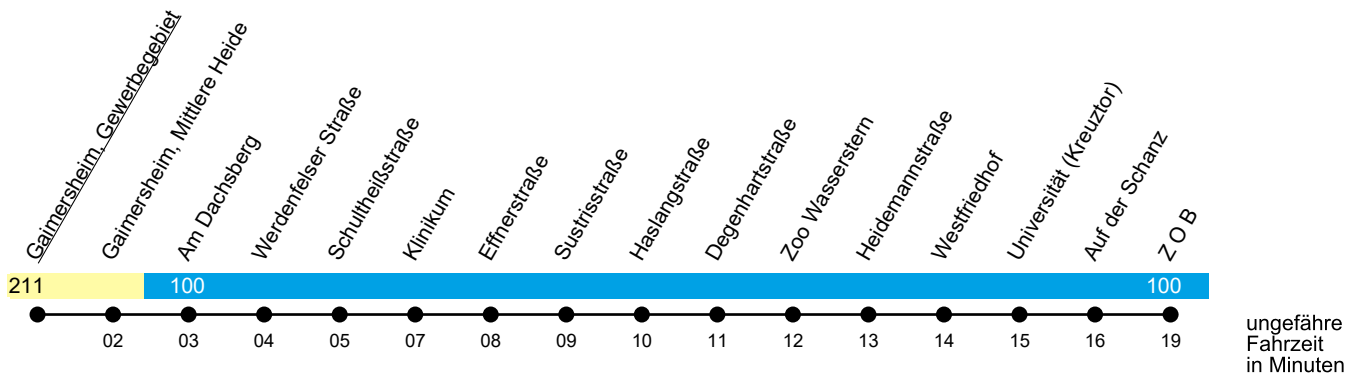 Gaimersheim, Gewerbegebiet
Gaimersheim, Mittlere Heide
Am Dachsberg
Werdenfelser Straße
Schultheißstraße
Klinikum
Effnerstraße
Sustrisstraße
Haslangstraße
Degenhartstraße
Zoo Wasserstern
Heidemannstraße
Westfriedhof
Universität (Kreuztor)
Auf der Schanz
Z O B
211 100 100
02 03 04 05 07 08 09 10 11 12 13 14 15 16 19
ungefähre
Fahrzeit
in Minuten